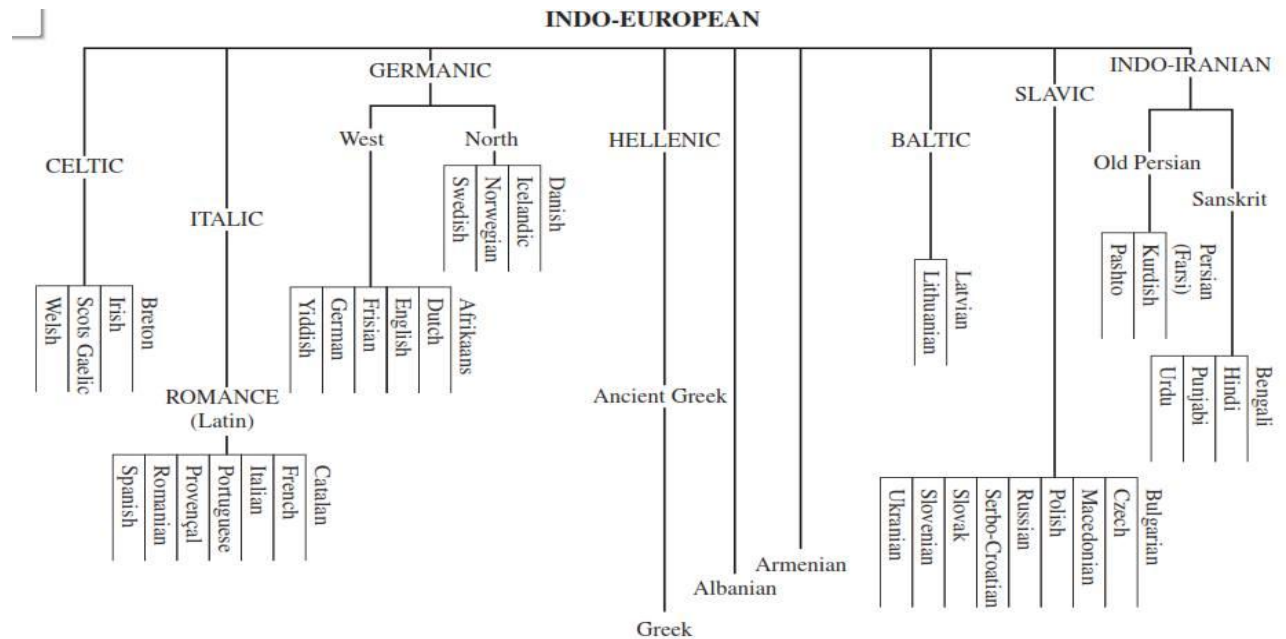 INDO-EUROPEAN
CELTIC
Welsh
Scots Gaelic
Irish
Breton
ITALIC
ROMANCE
(Latin)
Spanish
Romanian
Provençal
Portuguese
Italian
French
Catalan
GERMANIC
West
Yiddish
German
Frisian
English
Dutch
Afrikaans
North
Swedish
Norwegian
Icelandic
Danish
HELLENIC
Ancient Greek
Greek
Albanian
Armenian
BALTIC
Lithuanian
Latvian
SLAVIC
Ukranian
Slovenian
Slovak
Serbo-Croatian
Russian
Polish
Macedonian
Czech
Bulgarian
INDO-IRANIAN
Old Persian
Pashto
Kurdish
Persian
(Farsi)
Sanskrit
Urdu
Punjabi
Hindi
Bengali